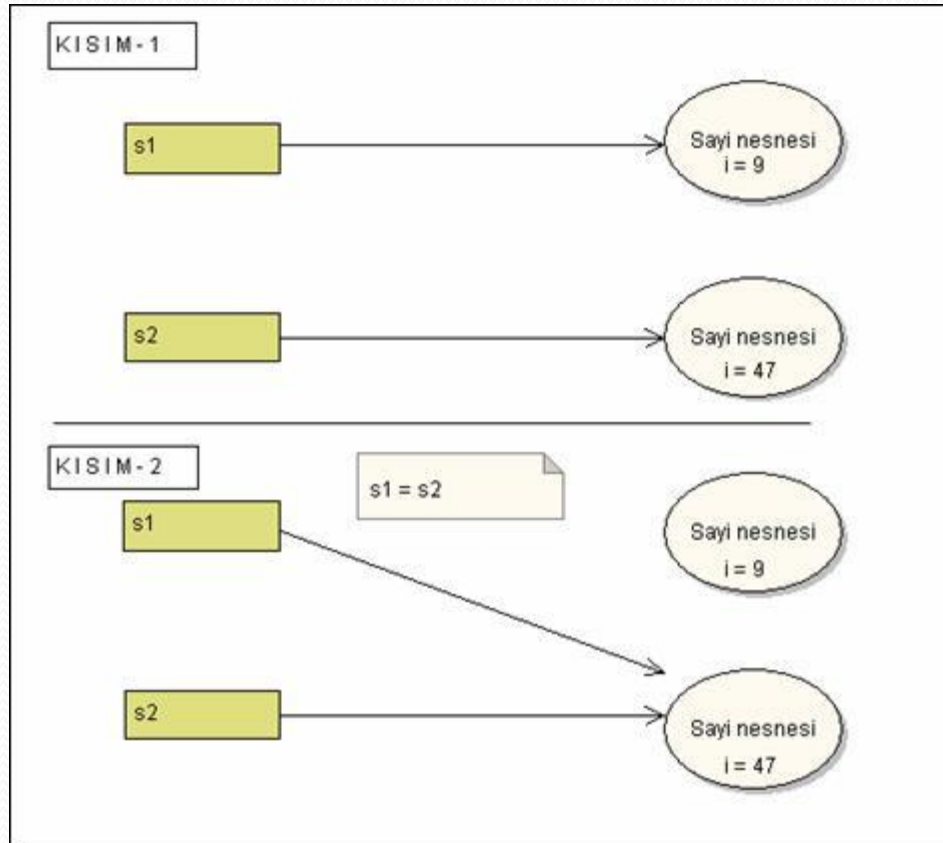 KISIM-1
s1
Sayi nesnesi
i = 9
s2
Sayi nesnesi
i = 47
KISIM-2
s1 = s2
s1
Sayi nesnesi
i = 9
s2
Sayi nesnesi
i = 47